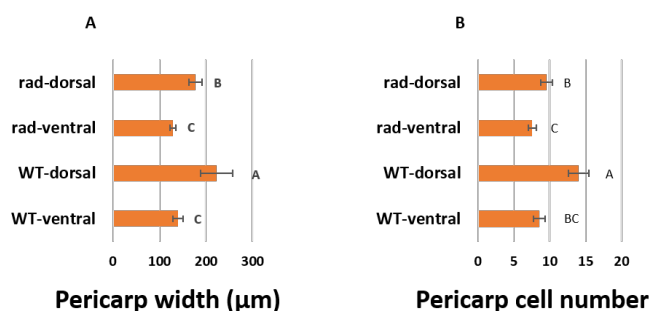 A
rad-dorsal B
rad-ventral C
WT-dorsal A
WT-ventral C
0 100 200 300
Pericarp width (µm)
B
rad-dorsal B
rad-ventral C
WT-dorsal A
WT-ventral BC
0 5 10 15 20
Pericarp cell number